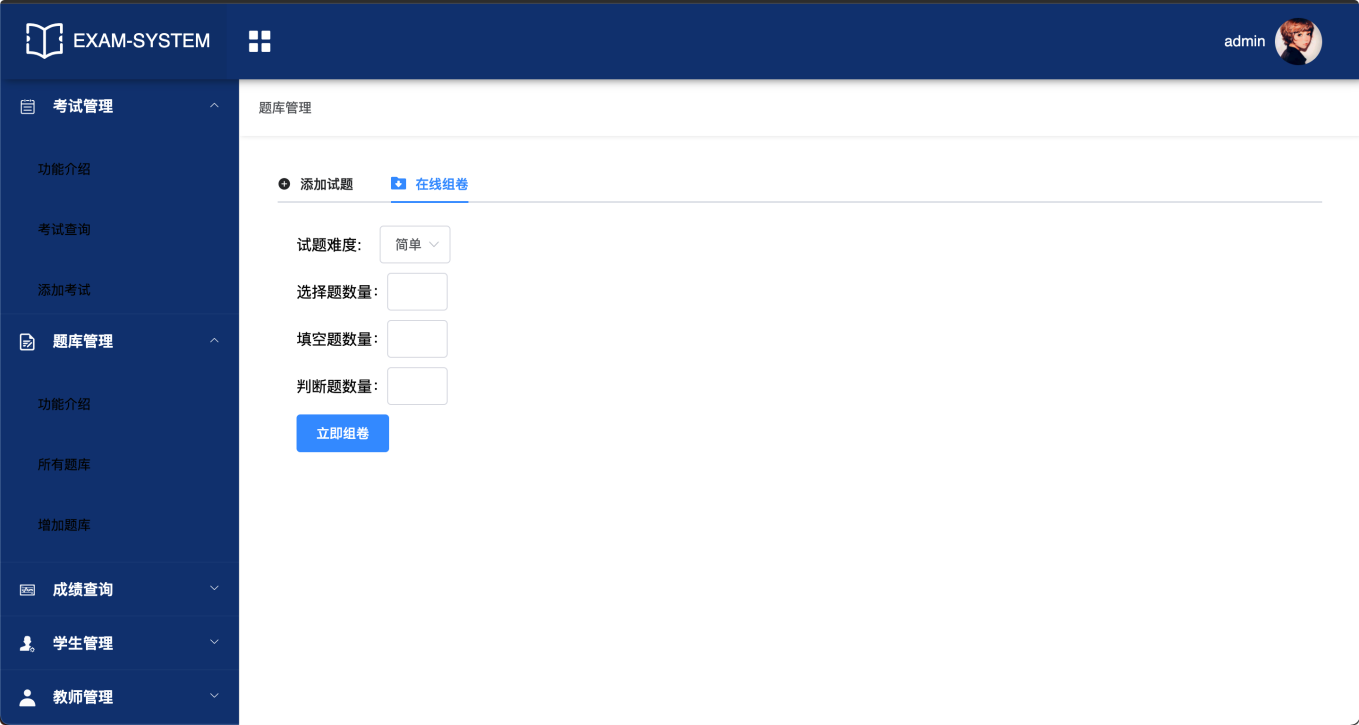 EXAM-SYSTEM
admin
考试管理
功能介绍
考试查询
添加考试
题库管理
功能介绍
所有题库
增加题库
成绩查询
学生管理
教师管理
题库管理
添加试题 在线组卷
试题难度: 简单
选择题数量：
填空题数量：
判断题数量：
立即组卷